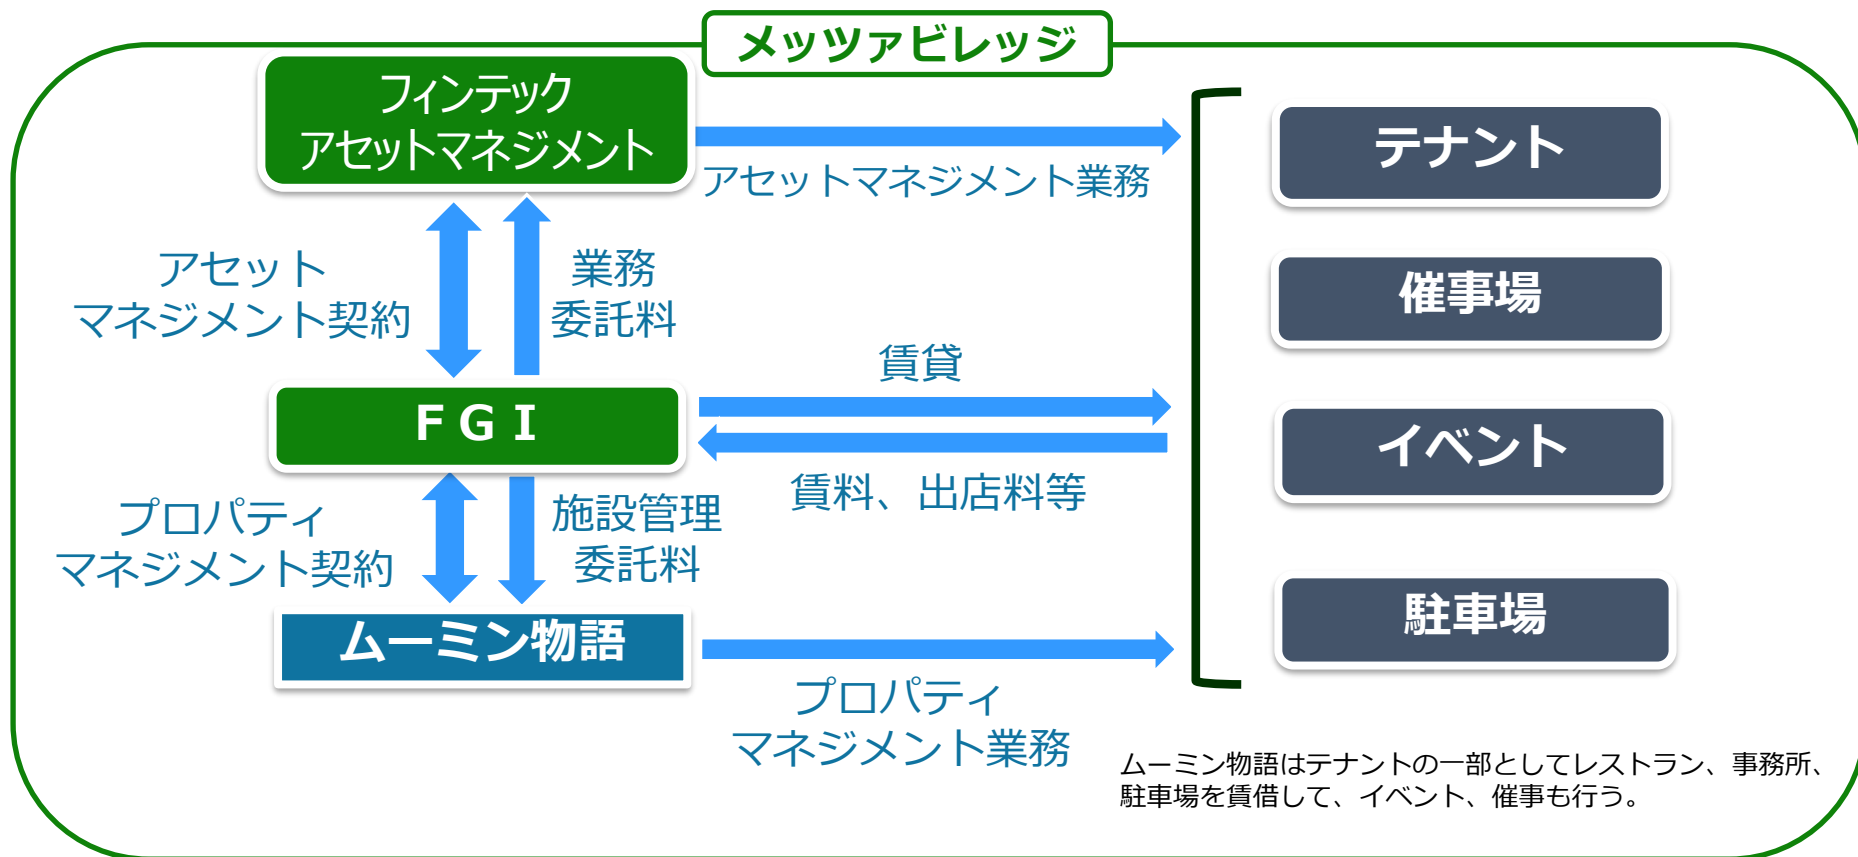 メッツァビレッジ
フィンテック
アセットマネジメント
アセットマネジメント業務
アセット
マネジメント契約
業務
委託料
FGI
賃貸
賃料、出店料等
プロパティ
マネジメント契約
施設管理
委託料
ムーミン物語
プロパティ
マネジメント業務
テナント
催事場
イベント
駐車場
ムーミン物語はテナントの一部としてレストラン、事務所、
駐車場を賃借して、イベント、催事も行う。